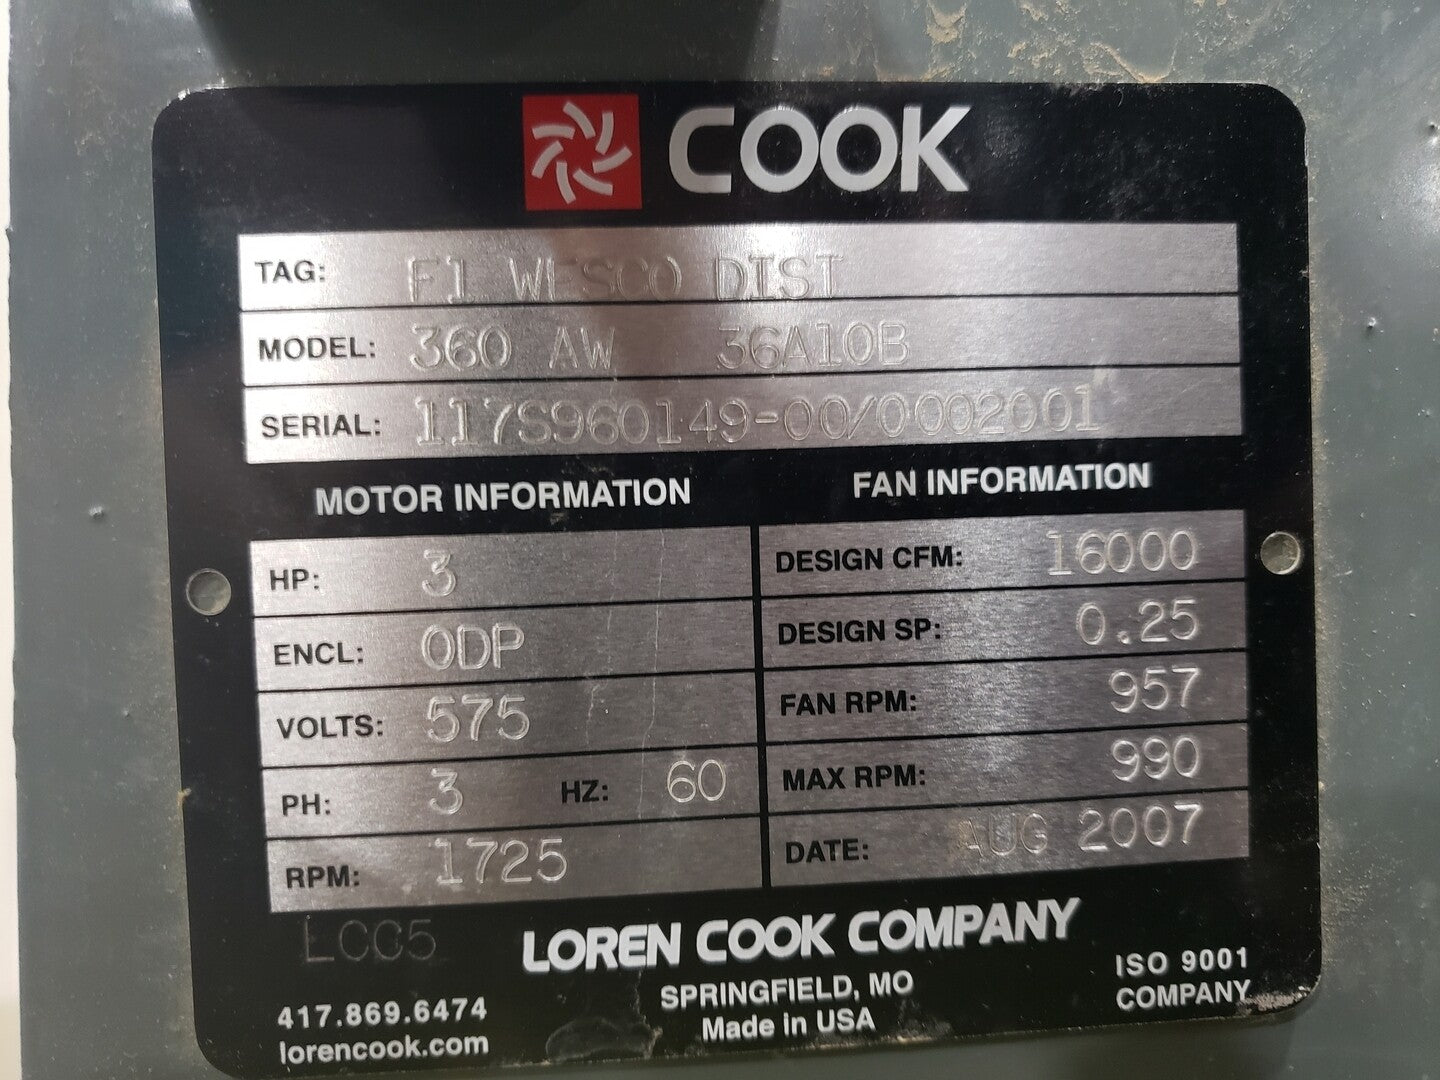 COOK
TAG: F1 WESCO DIST
MODEL: 360 AW 36A10B
SERIAL: 117S960149-00/0002001
MOTOR INFORMATION
HP: 3
ENCL: ODP
VOLTS: 575
PH: 3 HZ: 60
RPM: 1725
FAN INFORMATION
DESIGN CFM: 16000
DESIGN SP: 0.25
FAN RPM: 957
MAX RPM: 990
DATE: AUG 2007
LCC5
417.869.6474
lorencook.com
LOREN COOK COMPANY
SPRINGFIELD, MO
Made in USA
ISO 9001
COMPANY